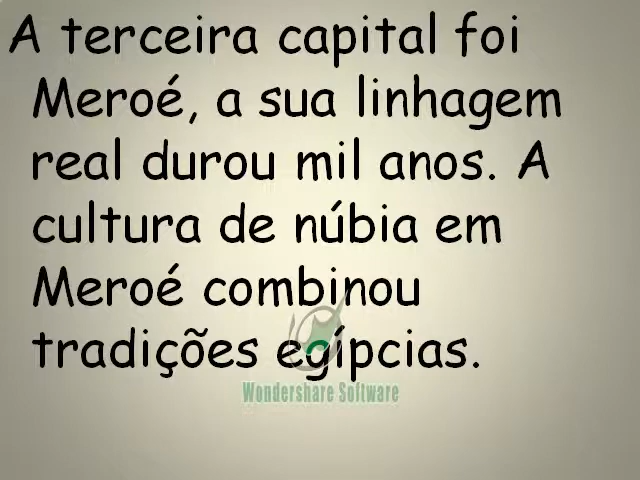 A terceira capital foi
Meroé, a sua linhagem
real durou mil anos. A
cultura de núbia em
Meroé combinou
tradições egípcias.
Wondershare Software